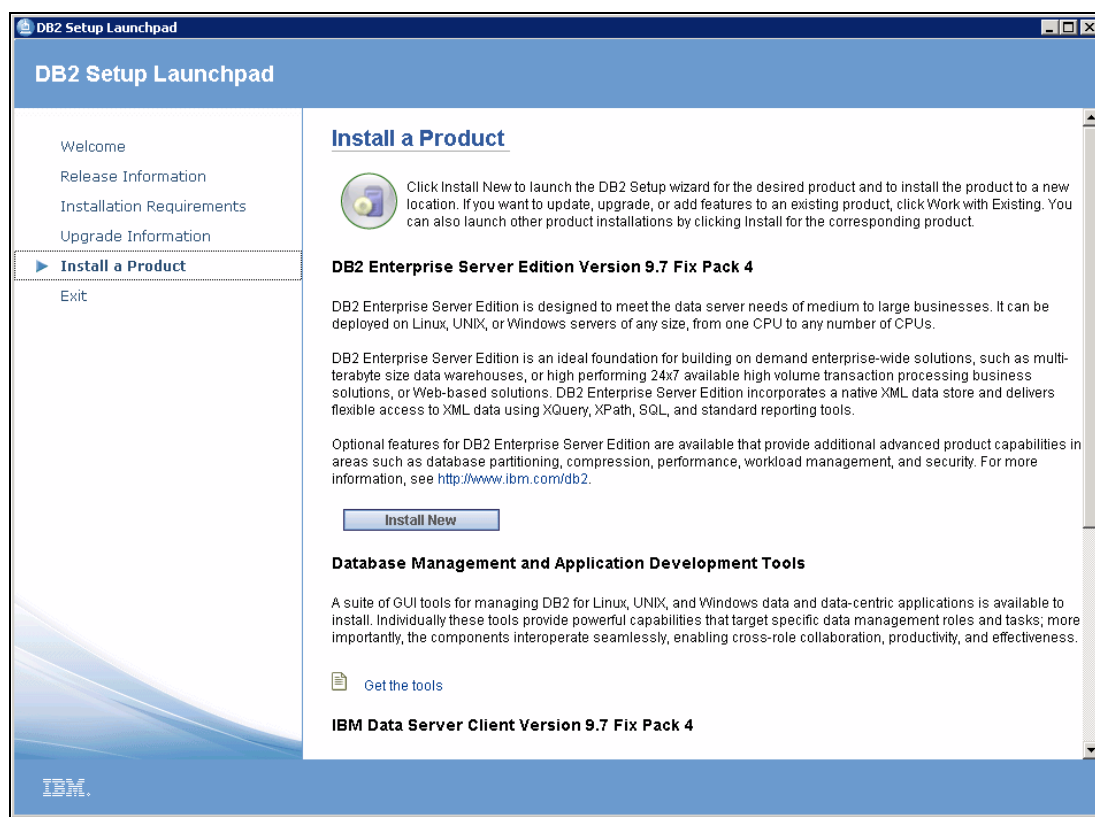 DB2 Setup Launchpad
DB2 Setup Launchpad
Welcome
Release Information
Installation Requirements
Upgrade Information
Install a Product
Exit
Install a Product
Click Install New to launch the DB2 Setup wizard for the desired product and to install the product to a new
location. If you want to update, upgrade, or add features to an existing product, click Work with Existing. You
can also launch other product installations by clicking Install for the corresponding product.
DB2 Enterprise Server Edition Version 9.7 Fix Pack 4
DB2 Enterprise Server Edition is designed to meet the data server needs of medium to large businesses. It can be
deployed on Linux, UNIX, or Windows servers of any size, from one CPU to any number of CPUs.
DB2 Enterprise Server Edition is an ideal foundation for building on demand enterprise-wide solutions, such as multi-
terabyte size data warehouses, or high performing 24x7 available high volume transaction processing business
solutions, or Web-based solutions. DB2 Enterprise Server Edition incorporates a native XML data store and delivers
flexible access to XML data using XQuery, XPath, SQL, and standard reporting tools.
Optional features for DB2 Enterprise Server Edition are available that provide additional advanced product capabilities in
areas such as database partitioning, compression, performance, workload management, and security. For more
information, see http://www.ibm.com/db2.
Install New
Database Management and Application Development Tools
A suite of GUI tools for managing DB2 for Linux, UNIX, and Windows data and data-centric applications is available to
install. Individually these tools provide powerful capabilities that target specific data management roles and tasks; more
importantly, the components interoperate seamlessly, enabling cross-role collaboration, productivity, and effectiveness.
Get the tools
IBM Data Server Client Version 9.7 Fix Pack 4
IBM.